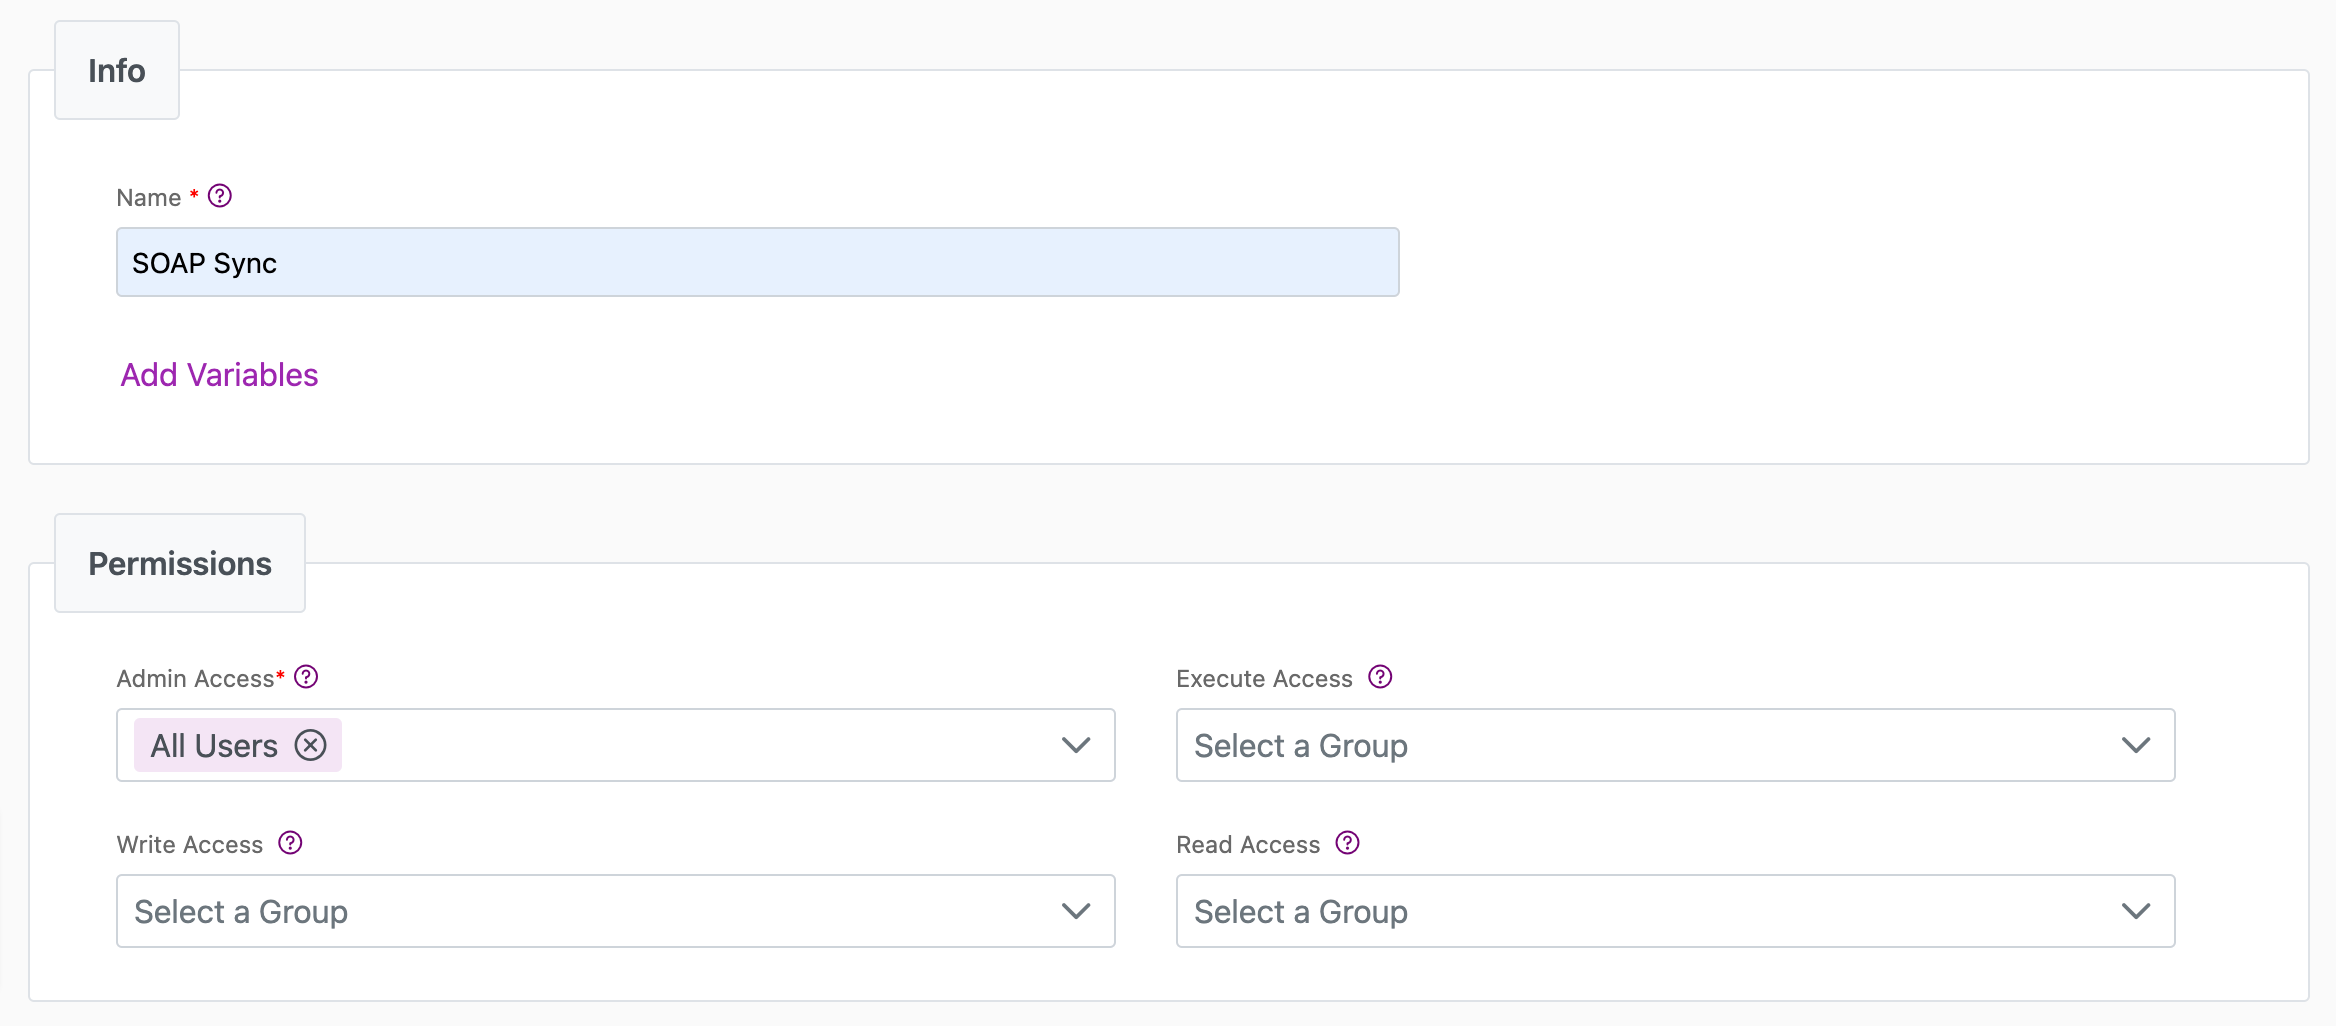 Info
Name *
SOAP Sync
Add Variables
Permissions
Admin Access*
Execute Access
All Users
Select a Group
Write Access
Read Access
Select a Group
Select a Group